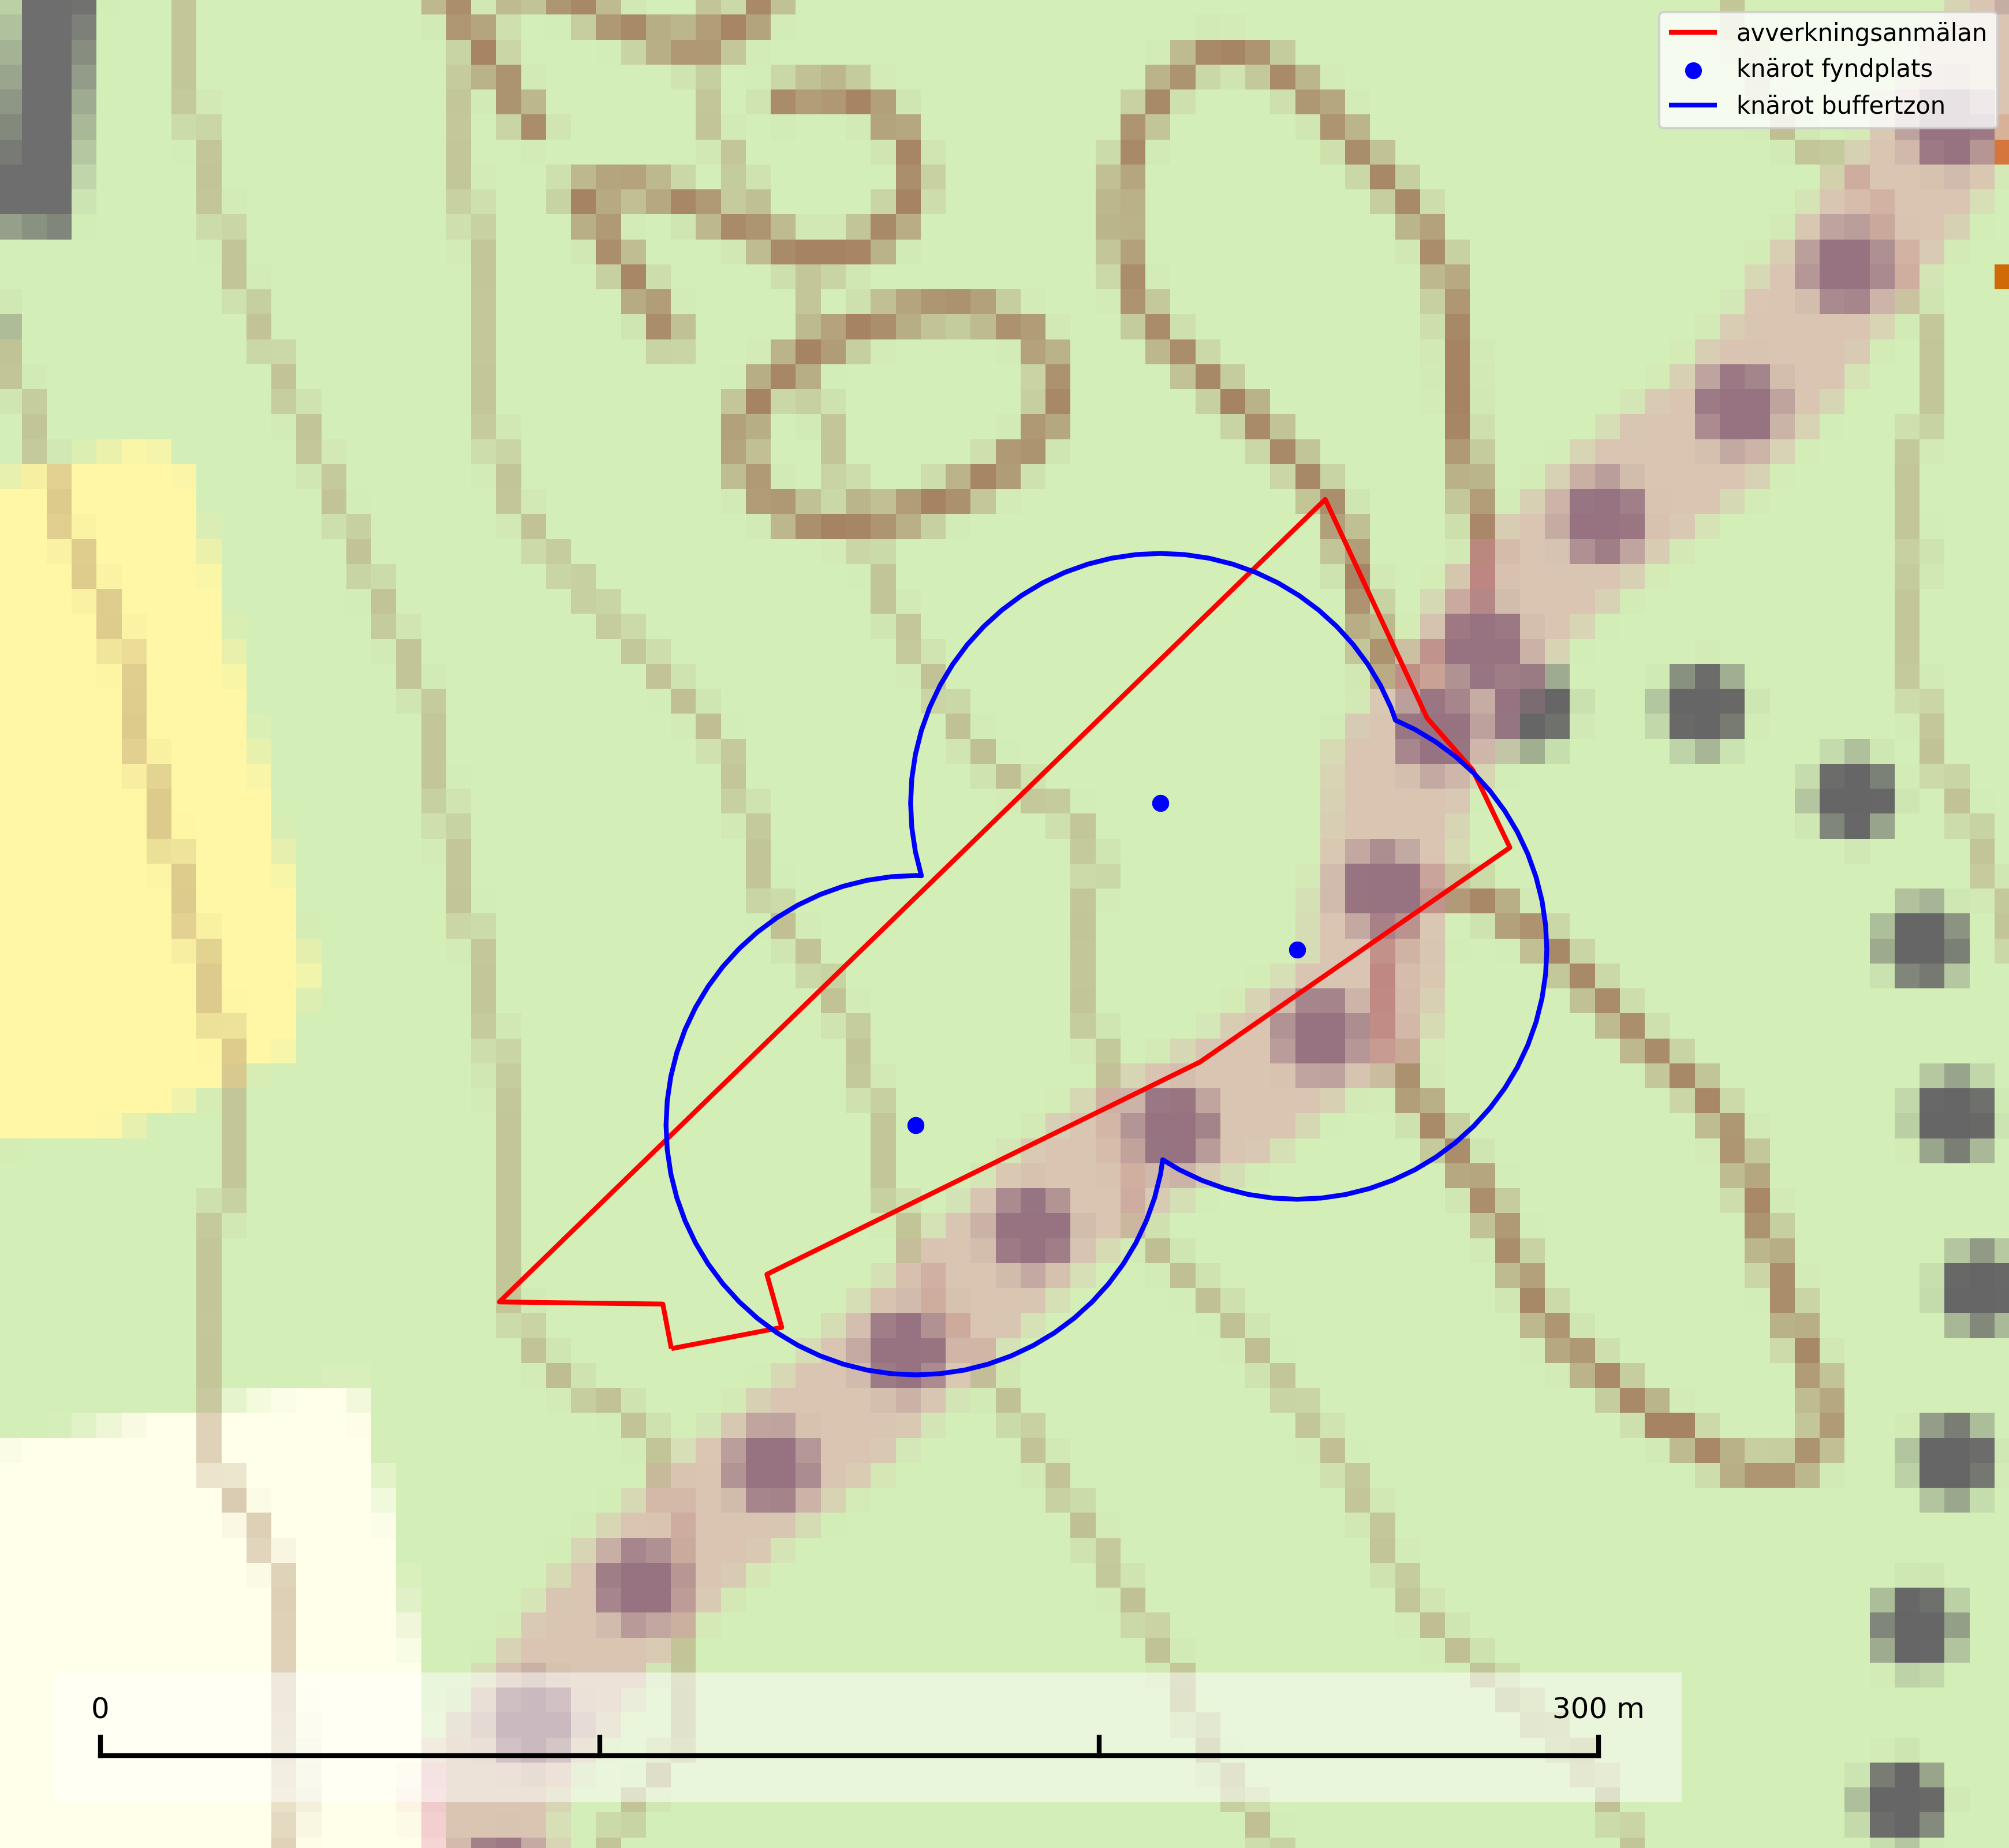 avverkningsanmälan
knärot fyndplats
knärot buffertzon
0 300 m